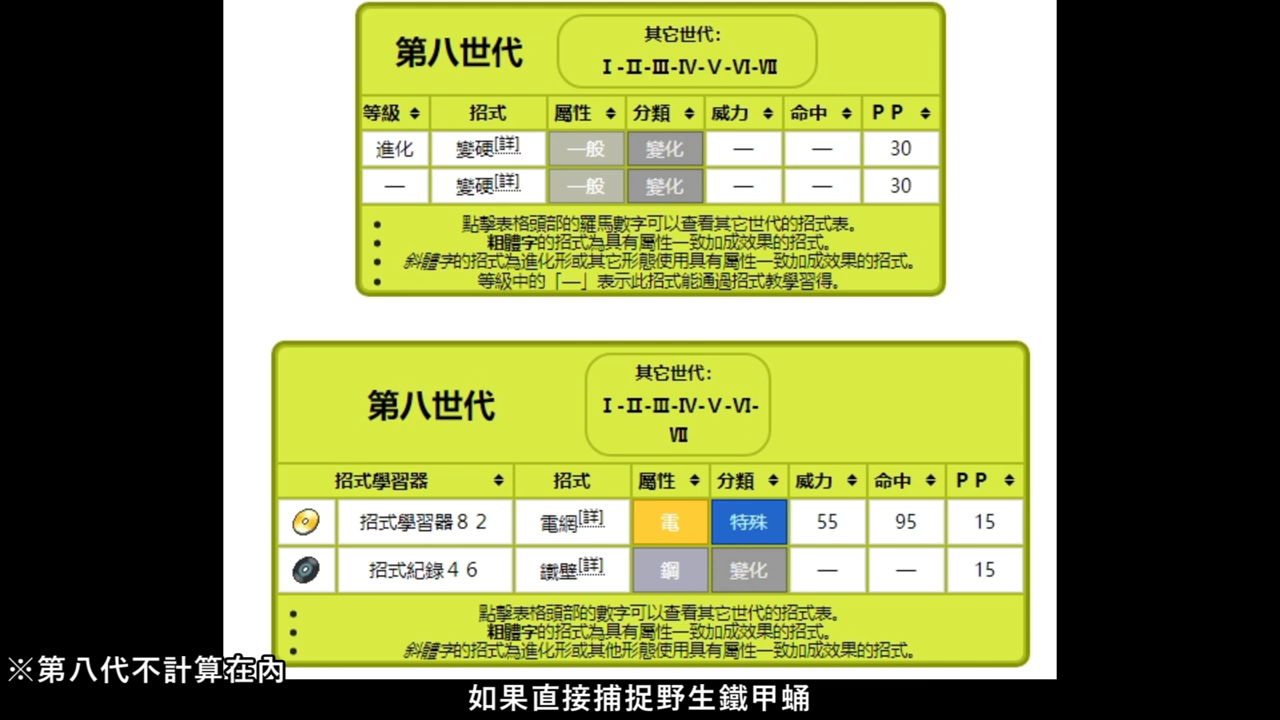 第八世代
其它世代:
Ⅰ-Ⅱ-Ⅲ-Ⅳ-Ⅴ-Ⅵ-Ⅶ
等級 招式 屬性 分類 威力 命中 ＰＰ
進化 變硬[詳] 一般 變化 — — 30
— 變硬[詳] 一般 變化 — — 30
點擊表格頭部的羅馬數字可以查看其它世代的招式表。
粗體字的招式為具有屬性一致加成效果的招式。
斜體字的招式為進化形或其它形態使用具有屬性一致加成效果的招式。
等級中的「—」表示此招式能通過招式教學習得。
第八世代
其它世代:
Ⅰ-Ⅱ-Ⅲ-Ⅳ-Ⅴ-Ⅵ-
Ⅶ
招式學習器 招式 屬性 分類 威力 命中 ＰＰ
招式學習器８２ 電網[詳] 電 特殊 55 95 15
招式紀錄４６ 鐵壁[詳] 鋼 變化 — — 15
點擊表格頭部的數字可以查看其它世代的招式表。
粗體字的招式為具有屬性一致加成效果的招式。
斜體字的招式為進化形或其他形態使用具有屬性一致加成效果的招式。
※第八代不計算在內
如果直接捕捉野生鐵甲蛹